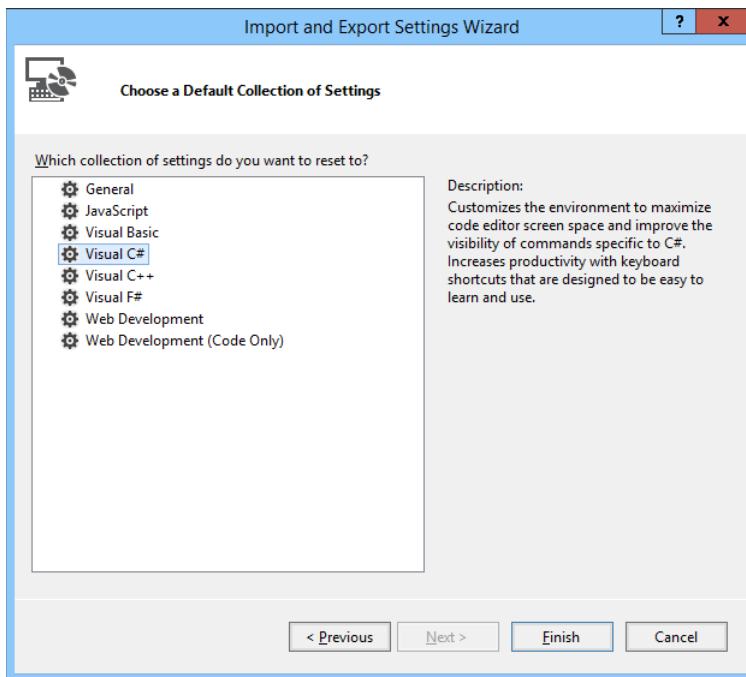 Import and Export Settings Wizard
?
x
Choose a Default Collection of Settings
Which collection of settings do you want to reset to?
General
JavaScript
Visual Basic
Visual C#
Visual C++
Visual F#
Web Development
Web Development (Code Only)
Description:
Customizes the environment to maximize
code editor screen space and improve the
visibility of commands specific to C#.
Increases productivity with keyboard
shortcuts that are designed to be easy to
learn and use.
< Previous
Next >
Finish
Cancel